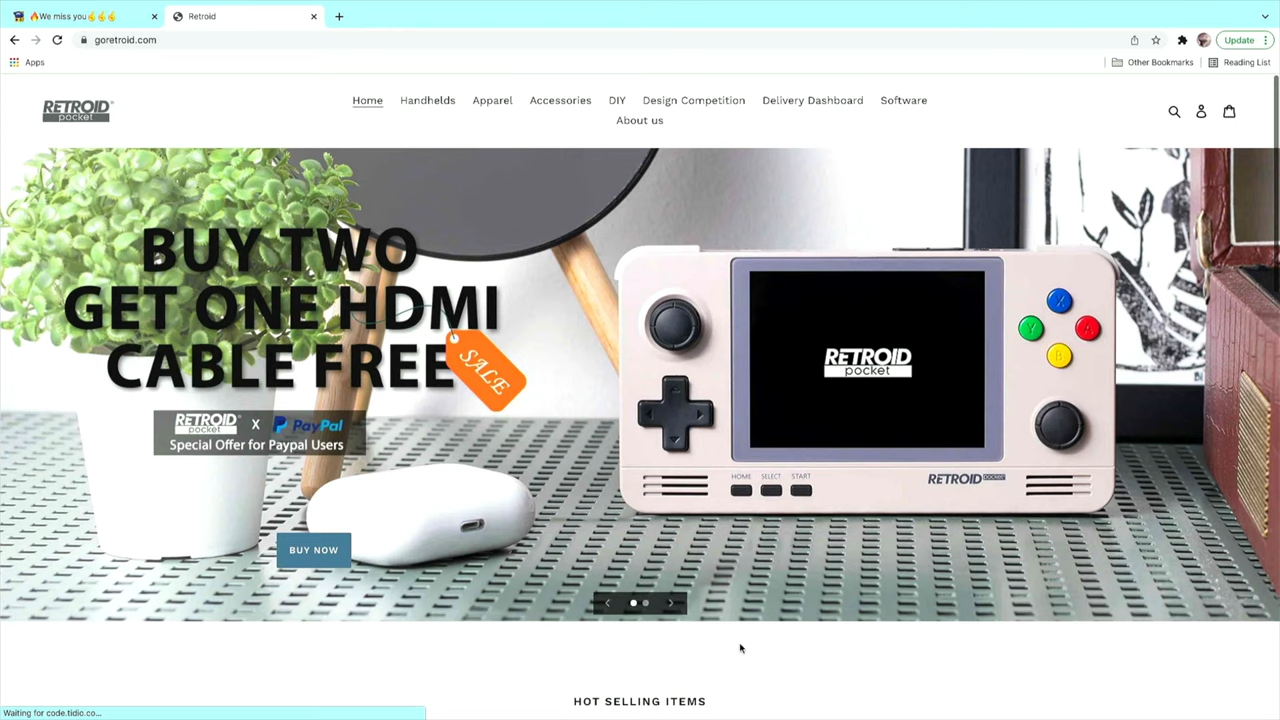 🔥We miss you☝☝☝
Retroid
goretroid.com
Update
Apps
Other Bookmarks
Reading List
RETROID
pocket
Home
Handhelds
Apparel
Accessories
DIY
Design Competition
Delivery Dashboard
Software
About us
BUY TWO
GET ONE HDMI
CABLE FREE
SALE
RETROID
pocket
X
PayPal
Special Offer for Paypal Users
BUY NOW
RETROID
pocket
X
Y
A
B
HOME
SELECT
START
RETROID
pocket
HOT SELLING ITEMS
Waiting for code.tidio.co...